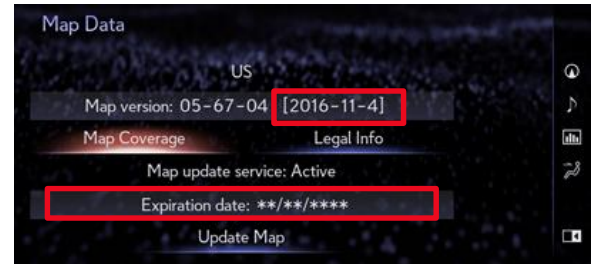 Map Data
US
Map version: 05-67-04 [2016-11-4]
Map Coverage Legal Info
Map update service: Active
Expiration date: **/**/****
Update Map